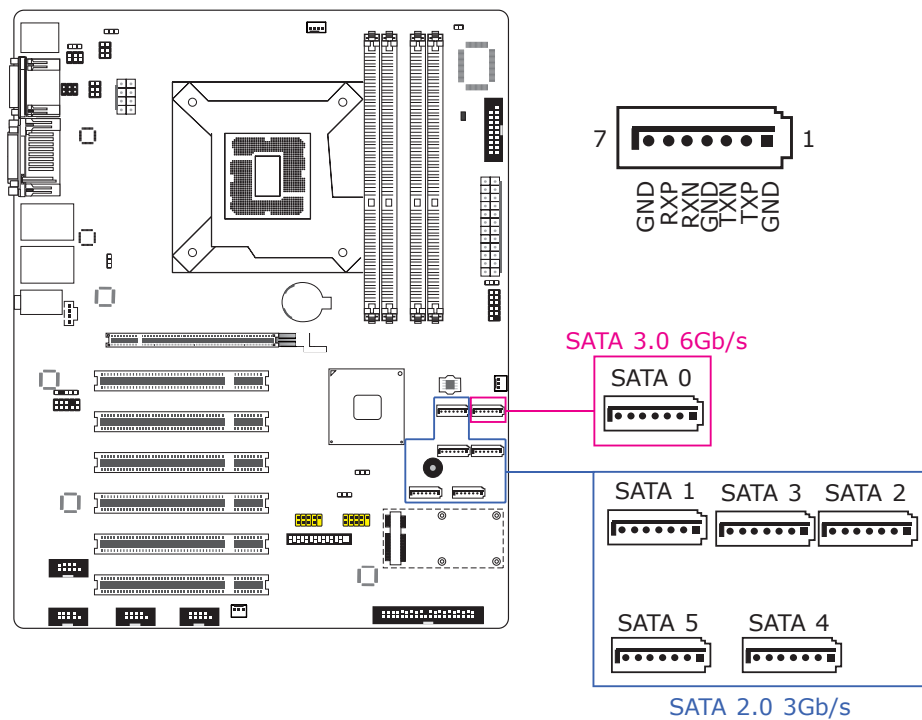 7
1
GND
RXP
RXN
GND
TXN
TXP
GND
SATA 3.0 6Gb/s
SATA 0
SATA 1
SATA 3
SATA 2
SATA 5
SATA 4
SATA 2.0 3Gb/s